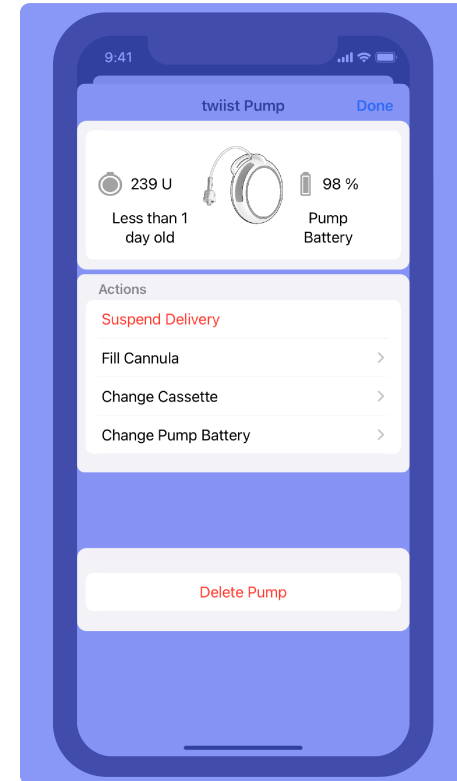 9:41
twiist Pump
Done
239 U
98 %
Less than 1
day old
Pump
Battery
Actions
Suspend Delivery
Fill Cannula
Change Cassette
Change Pump Battery
Delete Pump